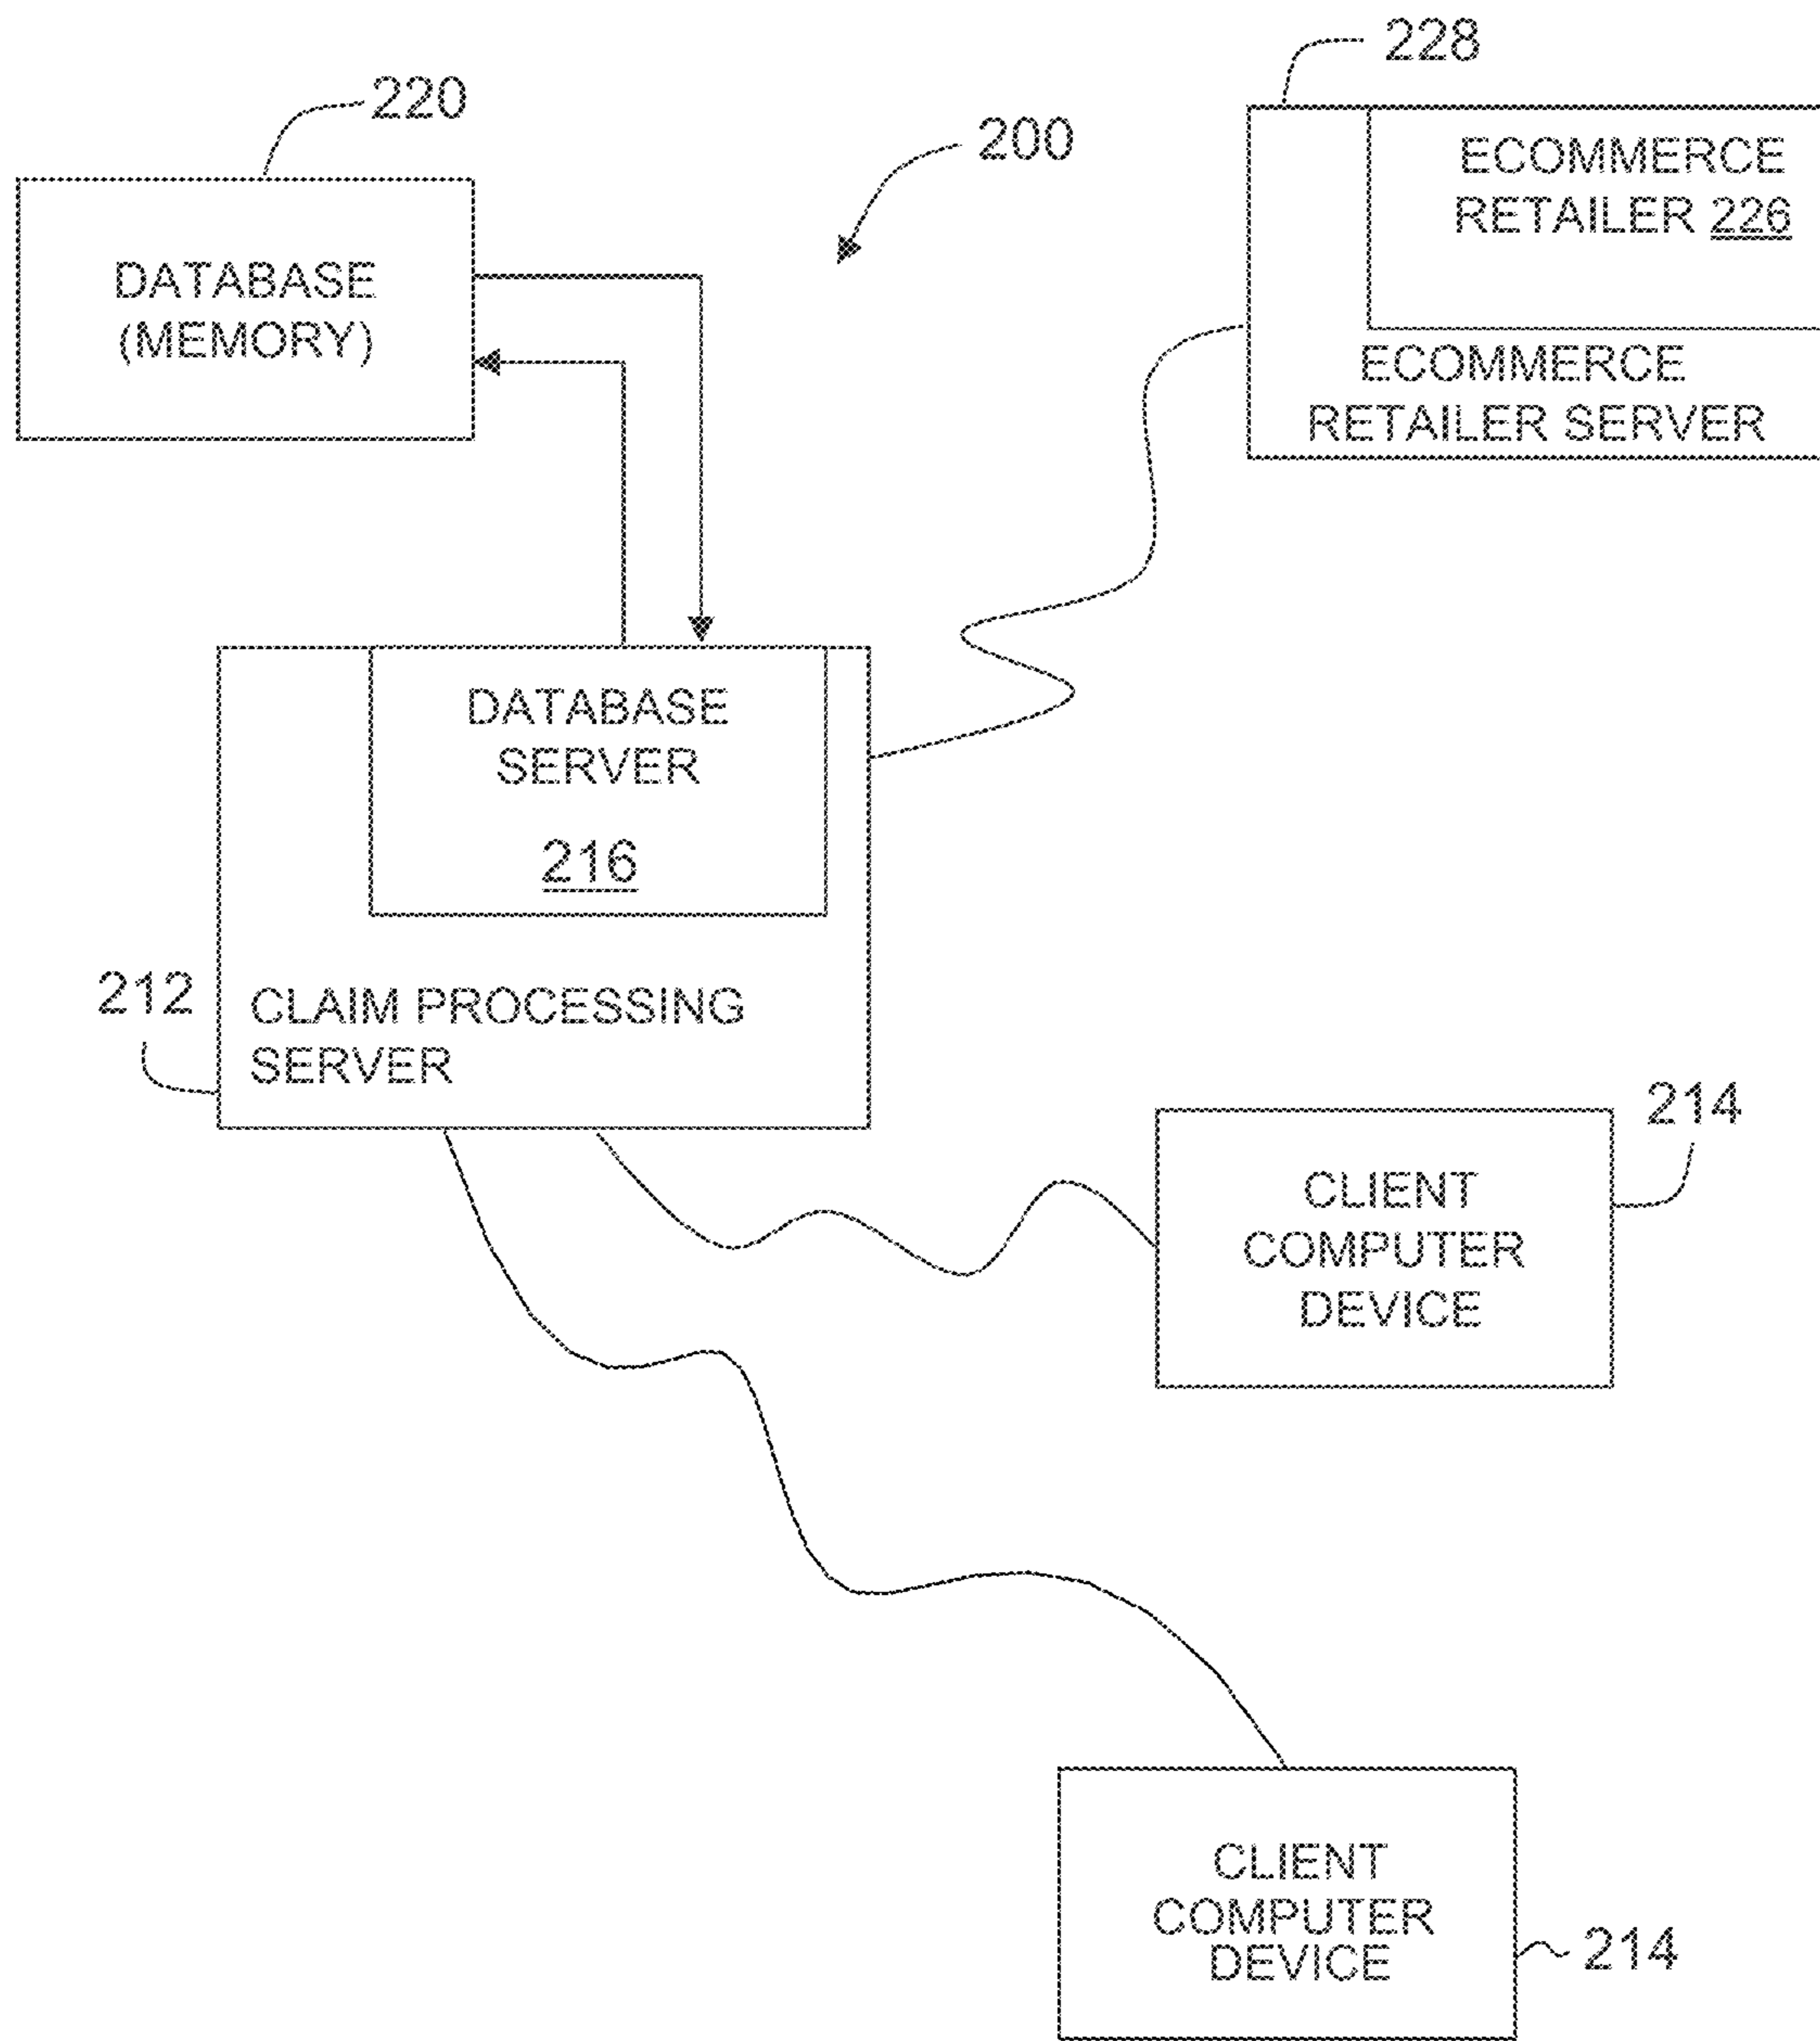 228
220
200
ECOMMERCE
RETAILER 226
DATABASE
(MEMORY)
ECOMMERCE
RETAILER SERVER
DATABASE
SERVER
216
212
CLAIM PROCESSING
SERVER
214
CLIENT
COMPUTER
DEVICE
CLIENT
COMPUTER
DEVICE
214